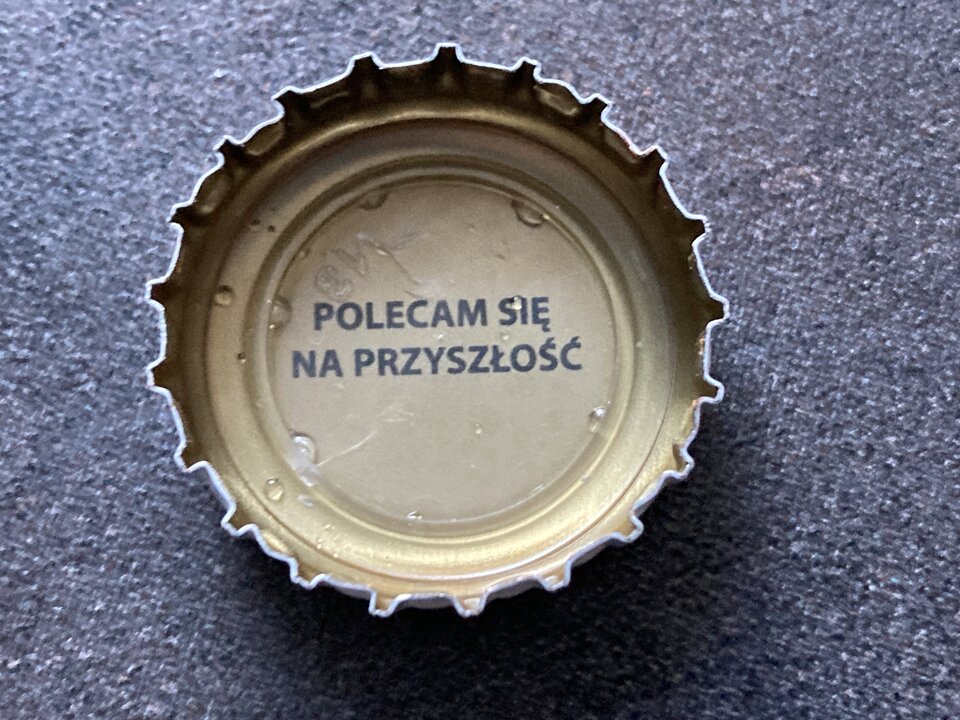 POLECAM SIĘ
NA PRZYSZŁOŚĆ